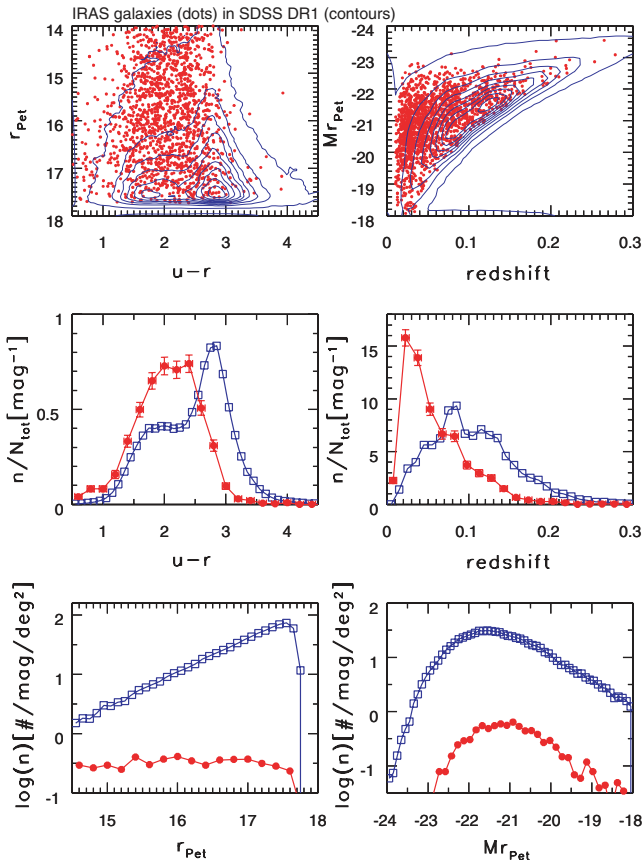 IRAS galaxies (dots) in SDSS DR1 (contours)
14
15
16
17
18
r_Pet
1 2 3 4
u−r
-23
-22
-21
-20
-19
-18
Mr_Pet
0 0.1 0.2 0.3
redshift
1
0.5
0
n/N_tot[mag⁻¹]
1 2 3 4
u−r
15
10
5
0
n/N_tot[mag⁻¹]
0 0.1 0.2 0.3
redshift
2
1
0
-1
log(n)[#/mag/deg²]
15 16 17 18
r_Pet
2
1
0
-1
log(n)[#/mag/deg²]
-24 -23 -22 -21 -20 -19 -18
Mr_Pet